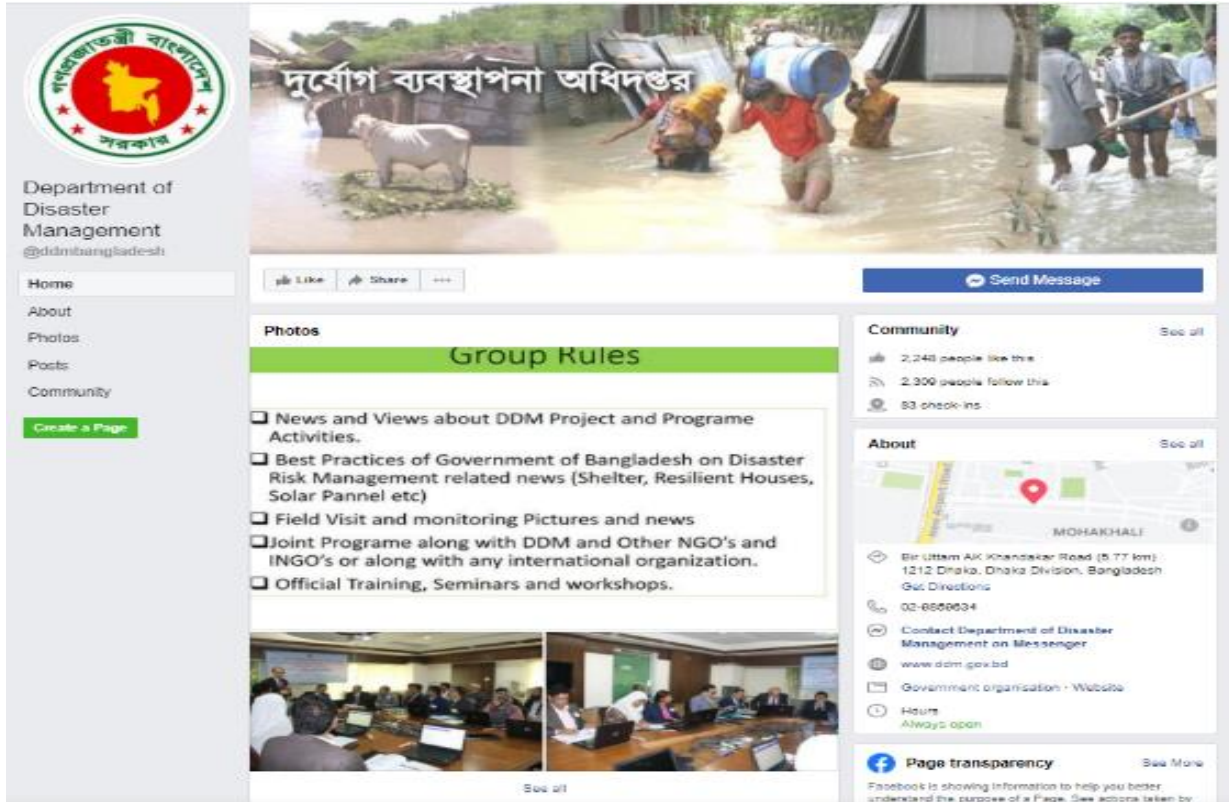 গণপ্রজাতন্ত্রী বাংলাদেশ
সরকার
দুর্যোগ ব্যবস্থাপনা অধিদপ্তর
Department of
Disaster
Management
@ddmbangladesh
Home
About
Photos
Posts
Community
Create a Page
Like
Share
Send Message
Photos
Group Rules
News and Views about DDM Project and Programe
Activities.
Best Practices of Government of Bangladesh on Disaster
Risk Management related news (Shelter, Resilient Houses,
Solar Pannel etc)
Field Visit and monitoring Pictures and news
Joint Programe along with DDM and Other NGO's and
INGO's or along with any international organization.
Official Training, Seminars and workshops.
See all
Community
See all
2,248 people like this
2,309 people follow this
83 check-ins
About
See all
MOHAKHALI
Bir Uttam AK Khandakar Road (5.77 km)
1212 Dhaka, Dhaka Division, Bangladesh
Get Directions
Contact Department of Disaster
Management on Messenger
www.ddm.gov.bd
Government organisation · Website
Hours
Always open
Page transparency
See More
Facebook is showing information to help you better
understand the purpose of a Page. See actions taken by